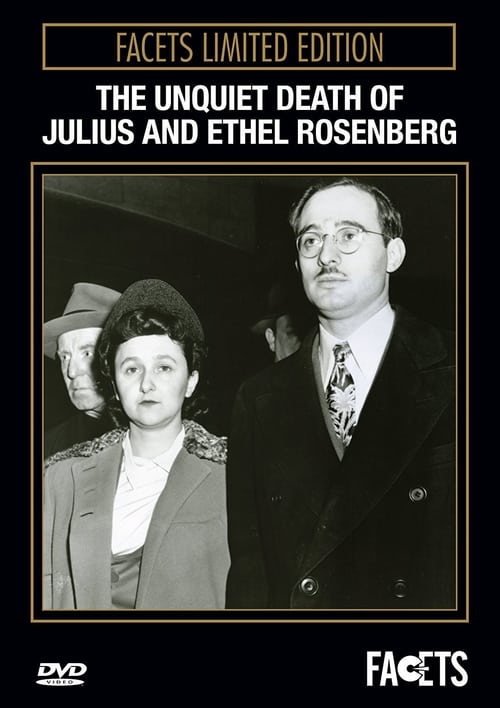 FACETS LIMITED EDITION
THE UNQUIET DEATH OF
JULIUS AND ETHEL ROSENBERG
DVD
VIDEO
FACETS